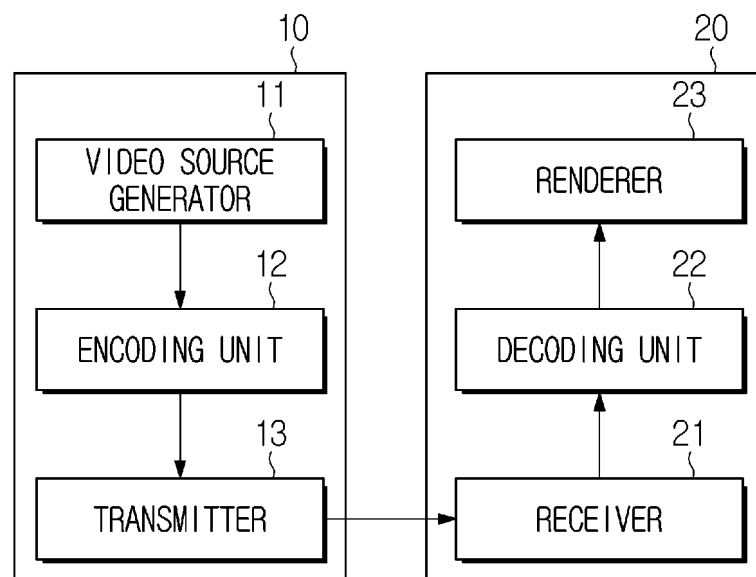 10
11
VIDEO SOURCE
GENERATOR
12
ENCODING UNIT
13
TRANSMITTER
20
23
RENDERER
22
DECODING UNIT
21
RECEIVER